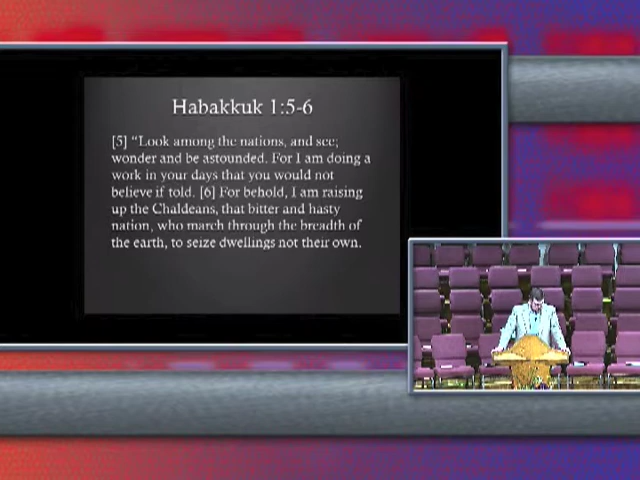 Habakkuk 1:5-6
[5] “Look among the nations, and see;
wonder and be astounded. For I am doing a
work in your days that you would not
believe if told. [6] For behold, I am raising
up the Chaldeans, that bitter and hasty
nation, who march through the breadth of
the earth, to seize dwellings not their own.